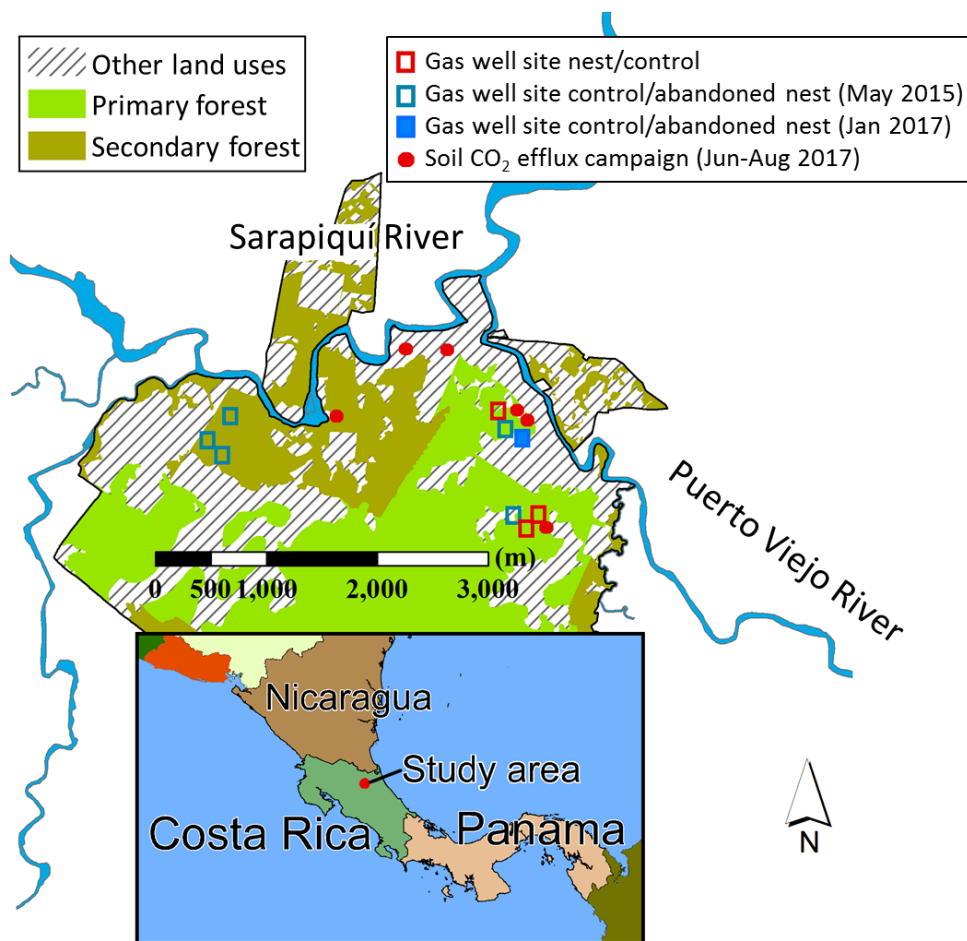 Other land uses
Primary forest
Secondary forest
Gas well site nest/control
Gas well site control/abandoned nest (May 2015)
Gas well site control/abandoned nest (Jan 2017)
Soil CO₂ efflux campaign (Jun-Aug 2017)
Sarapiquí River
Puerto Viejo River
(m)
0 500 1,000 2,000 3,000
Nicaragua
Study area
Costa Rica
Panama
N